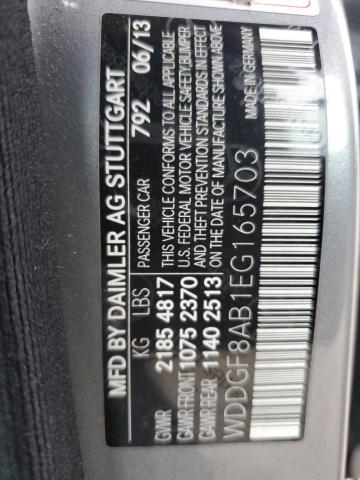 MFD BY DAIMLER AG STUTTGART
KG LBS PASSENGER CAR 792 06/13
GVWR 2185 4817 THIS VEHICLE CONFORMS TO ALL APPLICABLE
GAWR FRONT 1075 2370 U.S. FEDERAL MOTOR VEHICLE SAFETY, BUMPER
GAWR REAR 1140 2513 AND THEFT PREVENTION STANDARDS IN EFFECT
ON THE DATE OF MANUFACTURE SHOWN ABOVE.
WDDGF8AB1EG165703 MADE IN GERMANY